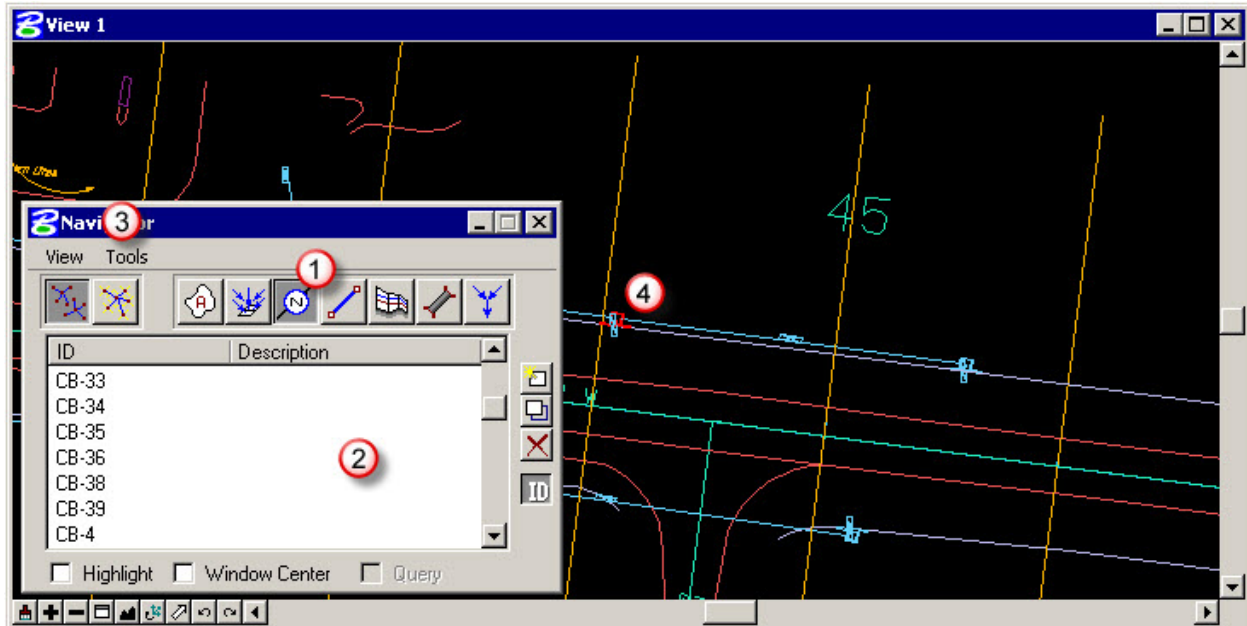 View 1
45
Navi 3 or
View Tools
1
N
A
4
ID Description
CB-33
CB-34
CB-35
CB-36
CB-38
CB-39
CB-4
2
ID
Highlight Window Center Query